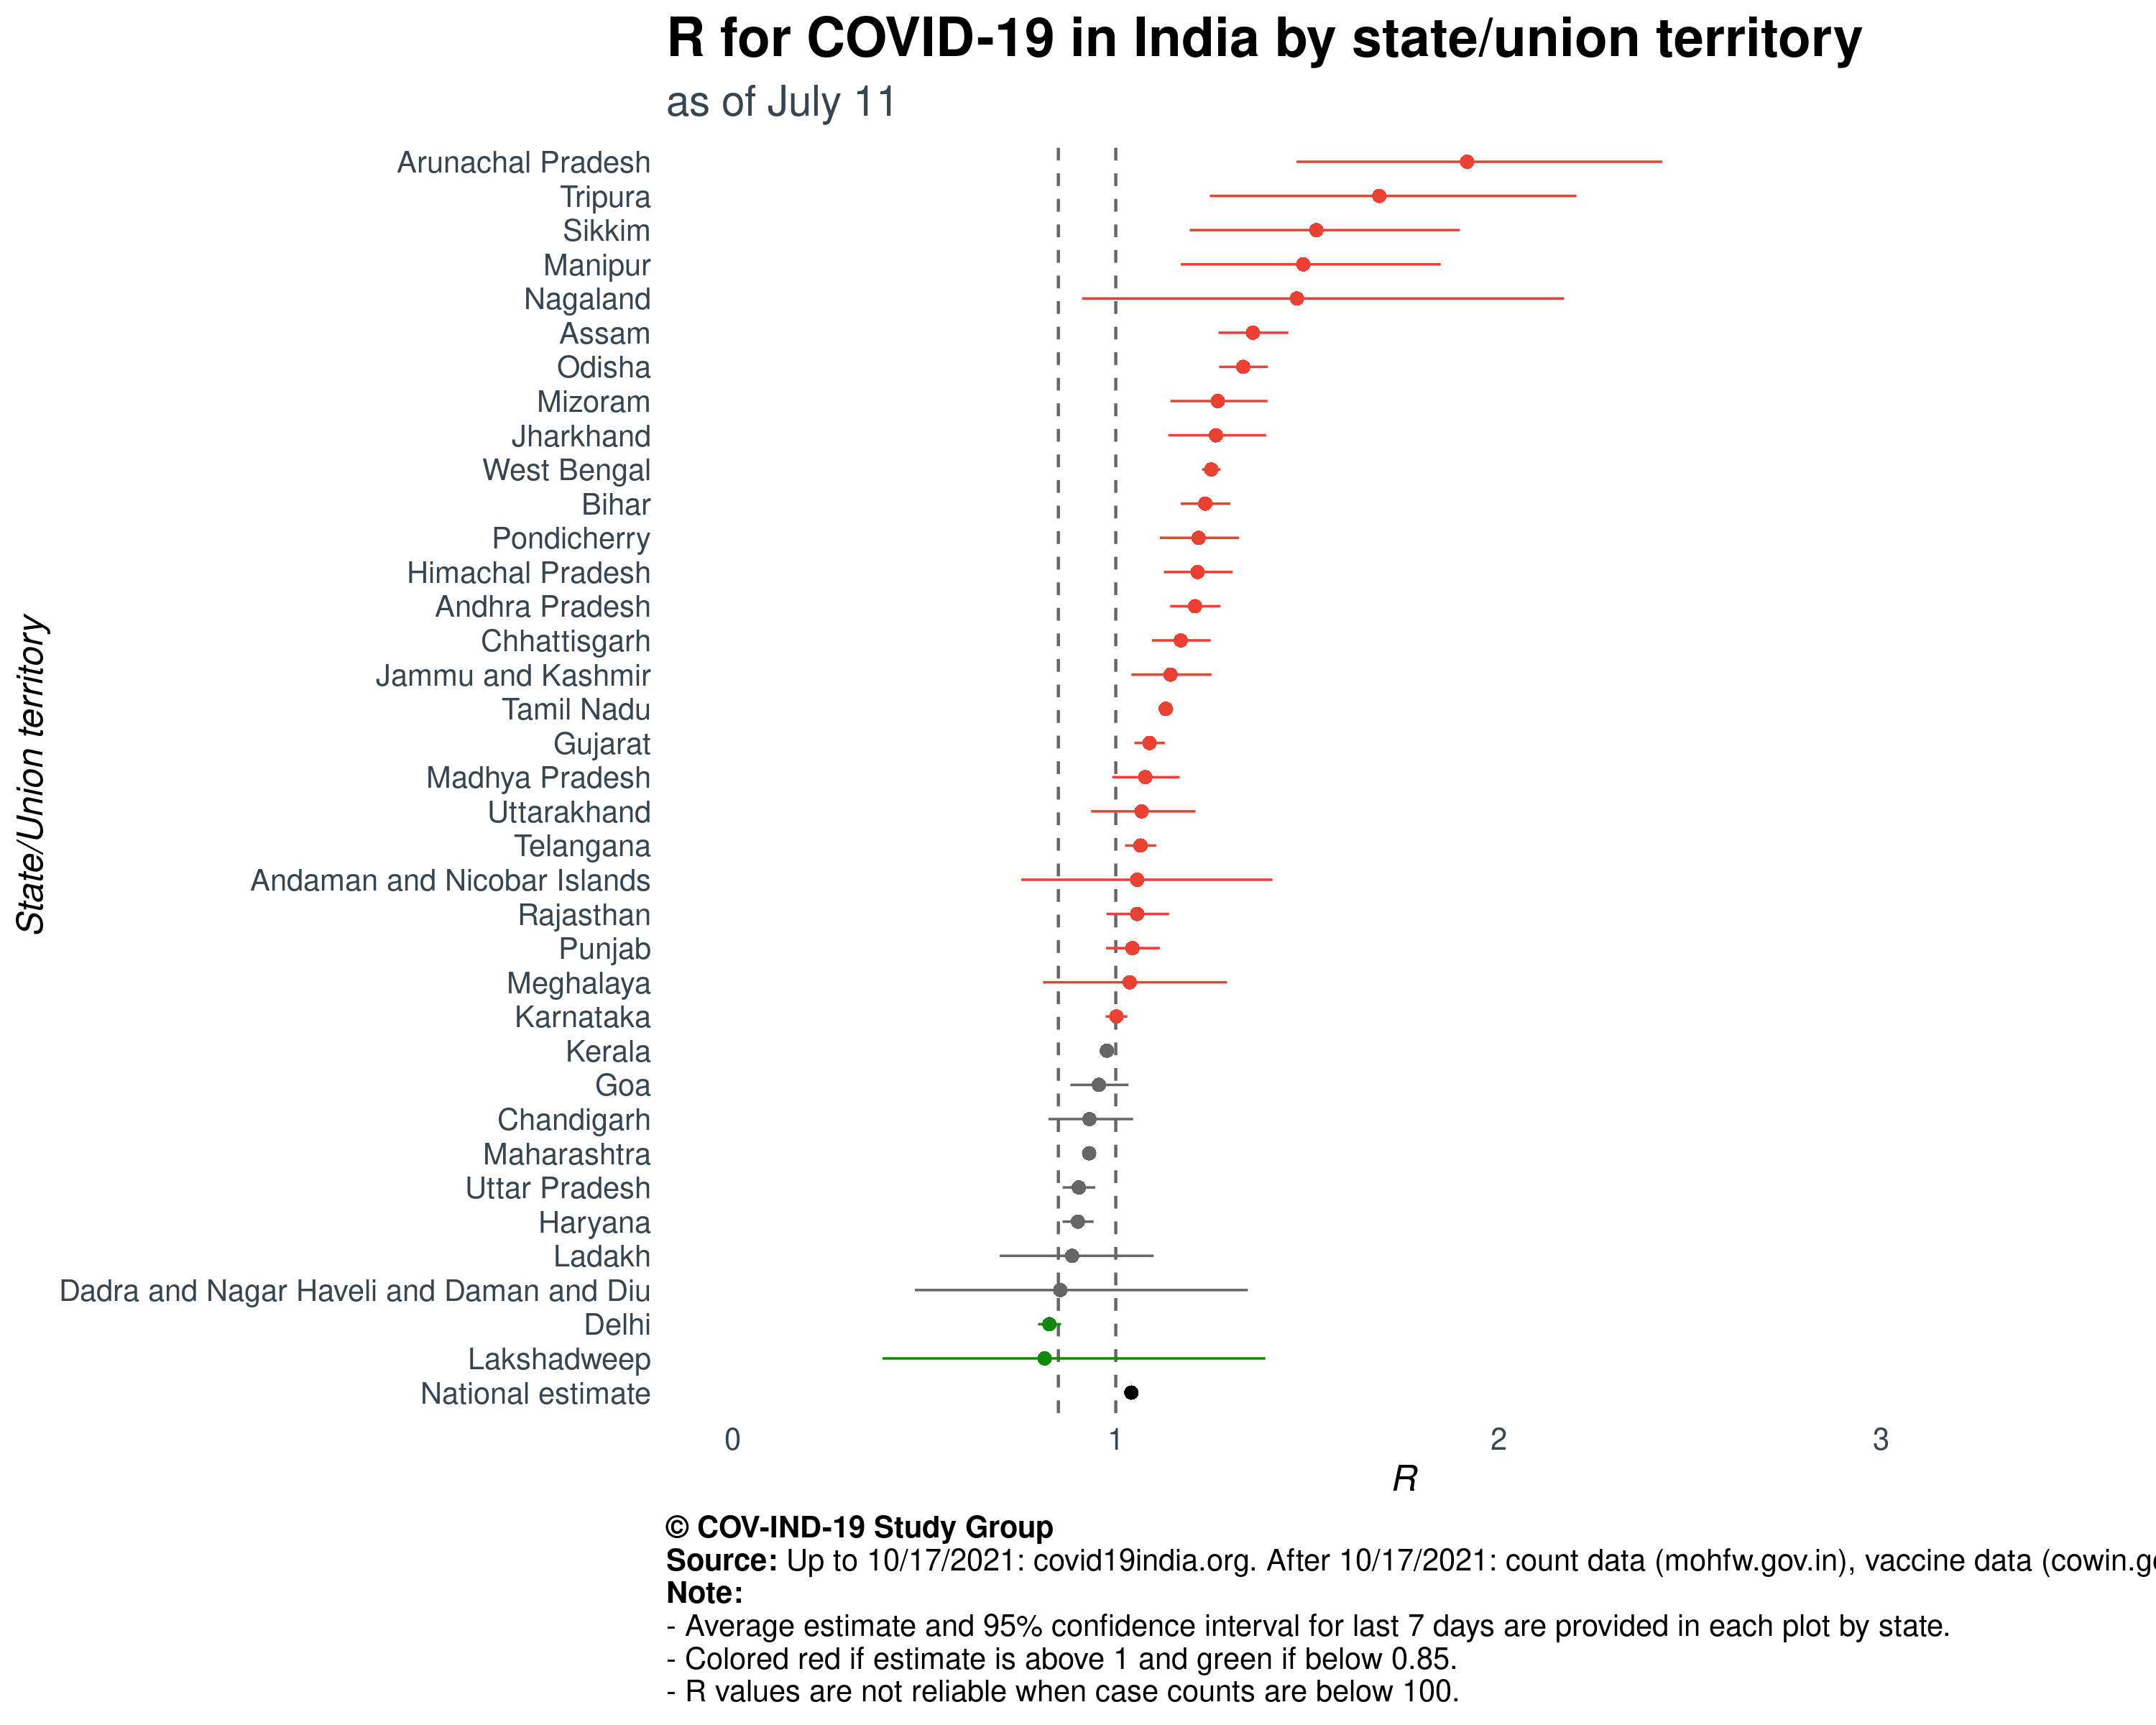 R for COVID-19 in India by state/union territory
as of July 11
Arunachal Pradesh
Tripura
Sikkim
Manipur
Nagaland
Assam
Odisha
Mizoram
Jharkhand
West Bengal
Bihar
Pondicherry
Himachal Pradesh
Andhra Pradesh
Chhattisgarh
Jammu and Kashmir
Tamil Nadu
Gujarat
Madhya Pradesh
Uttarakhand
Telangana
Andaman and Nicobar Islands
Rajasthan
Punjab
Meghalaya
Karnataka
Kerala
Goa
Chandigarh
Maharashtra
Uttar Pradesh
Haryana
Ladakh
Dadra and Nagar Haveli and Daman and Diu
Delhi
Lakshadweep
National estimate
State/Union territory
0 1 2 3
R
© COV-IND-19 Study Group
Source: Up to 10/17/2021: covid19india.org. After 10/17/2021: count data (mohfw.gov.in), vaccine data
Note:
- Average estimate and 95% confidence interval for last 7 days are provided in each plot by state.
- Colored red if estimate is above 1 and green if below 0.85.
- R values are not reliable when case counts are below 100.